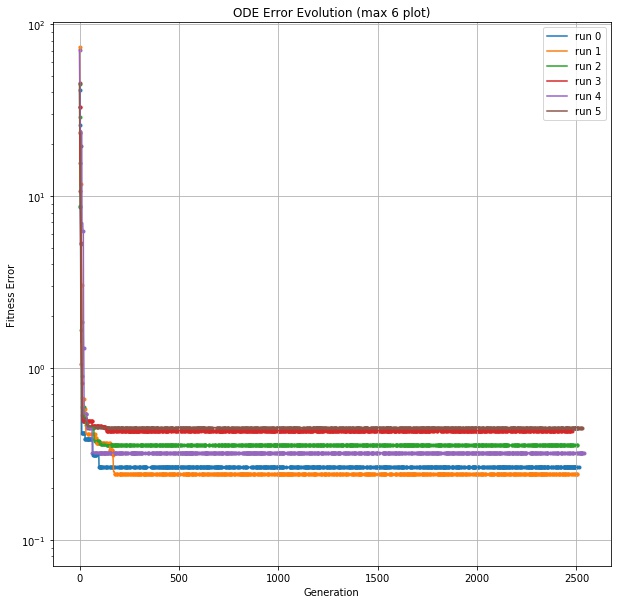 ODE Error Evolution (max 6 plot)
run 0
run 1
run 2
run 3
run 4
run 5
10²
10¹
10⁰
10⁻¹
Fitness Error
0
500
1000
1500
2000
2500
Generation